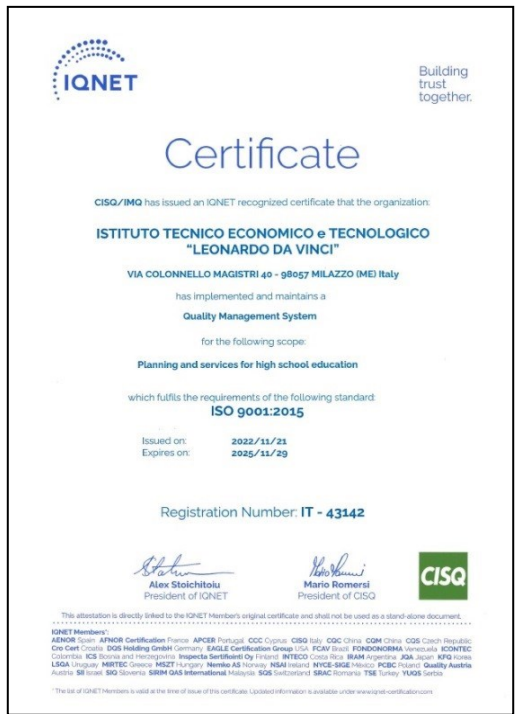 IQNET
Building
trust
together.
Certificate
CISQ/IMQ has issued an IQNET recognized certificate that the organization:
ISTITUTO TECNICO ECONOMICO e TECNOLOGICO
“LEONARDO DA VINCI”
VIA COLONNELLO MAGISTRI 40 - 98057 MILAZZO (ME) Italy
has implemented and maintains a
Quality Management System
for the following scope:
Planning and services for high school education
which fulfils the requirements of the following standard:
ISO 9001:2015
Issued on: 2022/11/21
Expires on: 2025/11/29
Registration Number: IT - 43142
Alex Stoichitoiu
President of IQNET
Mario Romersi
President of CISQ
CISQ
This attestation is directly linked to the IQNET Member's original certificate and shall not be used as a stand-alone document.
IQNET Members*:
AENOR Spain AFNOR Certification France APCER Portugal CCC Cyprus CISQ Italy CQC China CQM China CQS Czech Republic
Cro Cert Croatia DQS Holding GmbH Germany EAGLE Certification Group USA FCAV Brazil FONDONORMA Venezuela ICONTEC
Colombia ICS Bosnia and Herzegovina Inspecta Sertifiointi Oy Finland INTECO Costa Rica IRAM Argentina JQA Japan KFQ Korea
LSQA Uruguay MIRTEC Greece MSZT Hungary Nemko AS Norway NSAI Ireland NYCE-SIGE México PCBC Poland Quality Austria
Austria SII Israel SIQ Slovenia SIRIM QAS International Malaysia SQS Switzerland SRAC Romania TSE Turkey YUQS Serbia
*The list of IQNET Members is valid at the time of issue of this certificate. Updated information is available under www.iqnet-certification.com